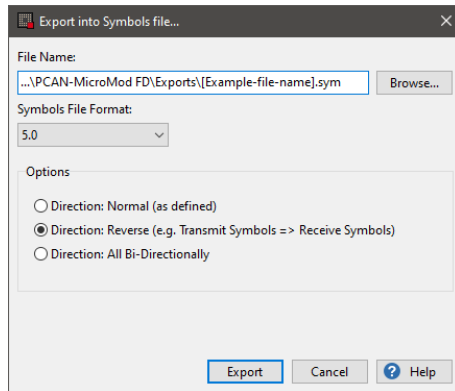 Export into Symbols file...
File Name:
...\PCAN-MicroMod FD\Exports\[Example-file-name].sym
Browse...
Symbols File Format:
5.0
Options
Direction: Normal (as defined)
Direction: Reverse (e.g. Transmit Symbols => Receive Symbols)
Direction: All Bi-Directionally
Export
Cancel
Help